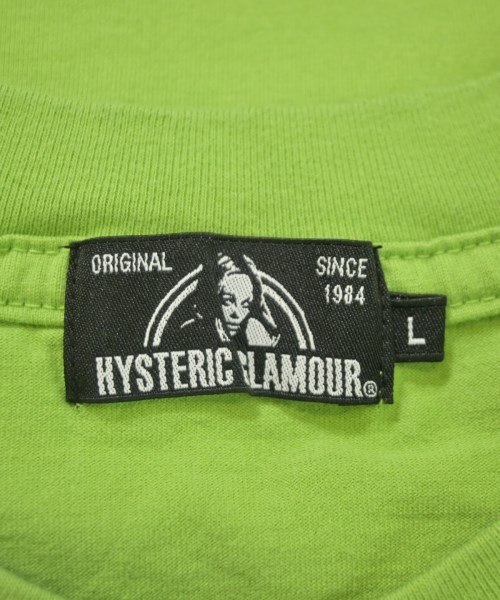 ORIGINAL
SINCE
1984
HYSTERIC GLAMOUR®
L